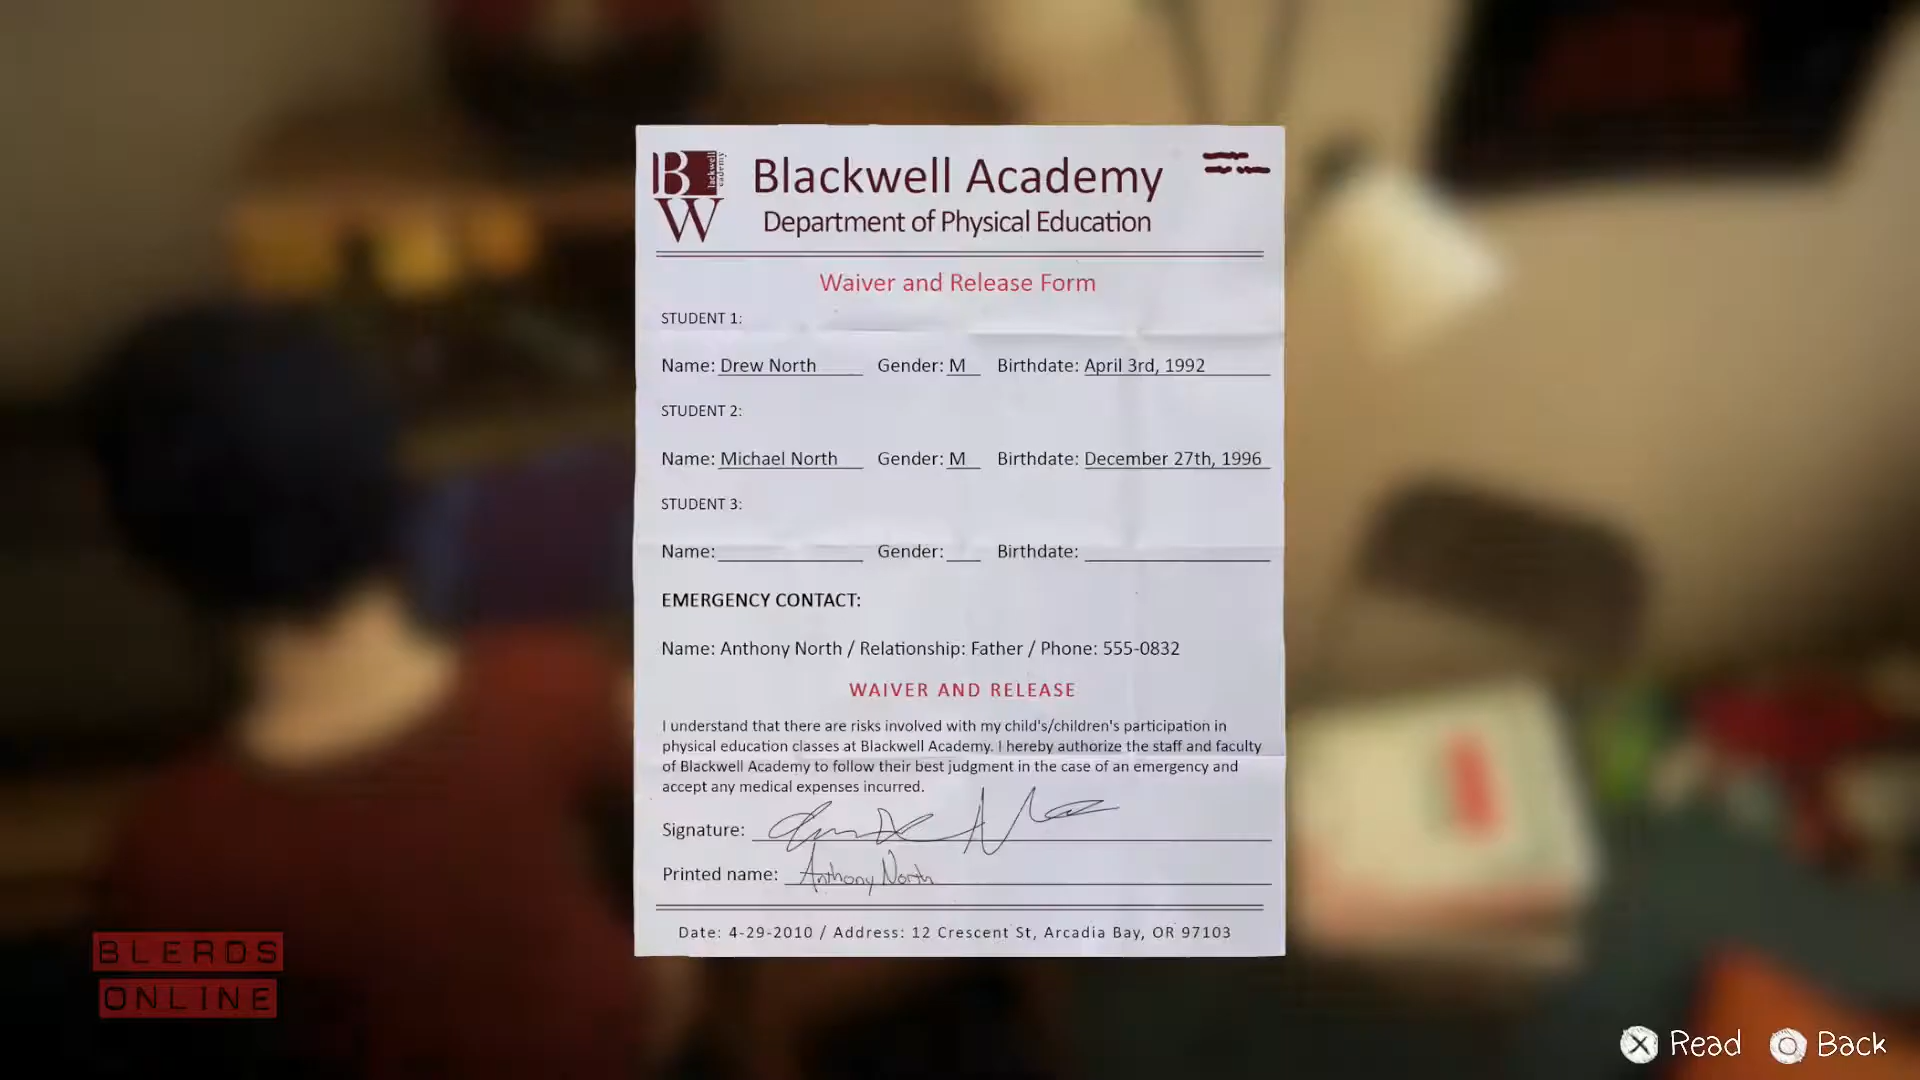 B lackwell cademy
W
Blackwell Academy
Department of Physical Education
Waiver and Release Form
STUDENT 1:
Name: Drew North Gender: M Birthdate: April 3rd, 1992
STUDENT 2:
Name: Michael North Gender: M Birthdate: December 27th, 1996
STUDENT 3:
Name: Gender: Birthdate:
EMERGENCY CONTACT:
Name: Anthony North / Relationship: Father / Phone: 555-0832
WAIVER AND RELEASE
I understand that there are risks involved with my child's/children's participation in
physical education classes at Blackwell Academy. I hereby authorize the staff and faculty
of Blackwell Academy to follow their best judgment in the case of an emergency and
accept any medical expenses incurred.
Signature:
Printed name: Anthony North
Date: 4-29-2010 / Address: 12 Crescent St, Arcadia Bay, OR 97103
BLERDS
ONLINE
Read Back